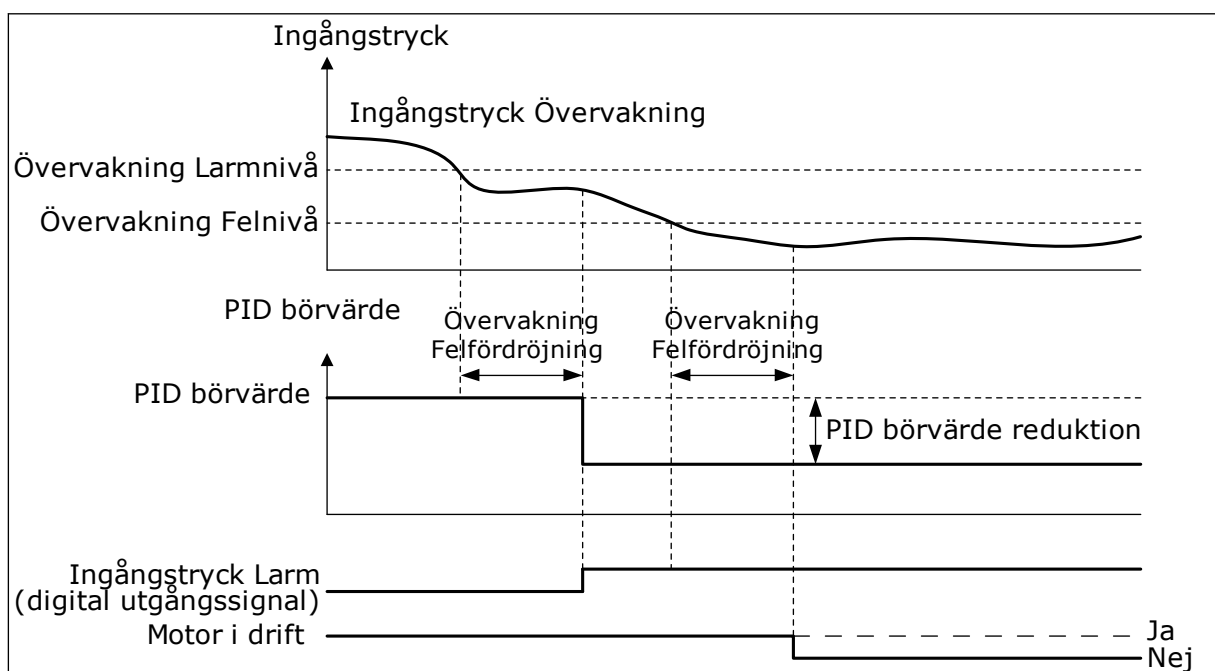 Ingångstryck
Ingångstryck Övervakning
Övervakning Larmnivå
Övervakning Felnivå
PID börvärde
Övervakning
Felfördröjning
Övervakning
Felfördröjning
PID börvärde
PID börvärde reduktion
Ingångstryck Larm
(digital utgångssignal)
Motor i drift
Ja
Nej